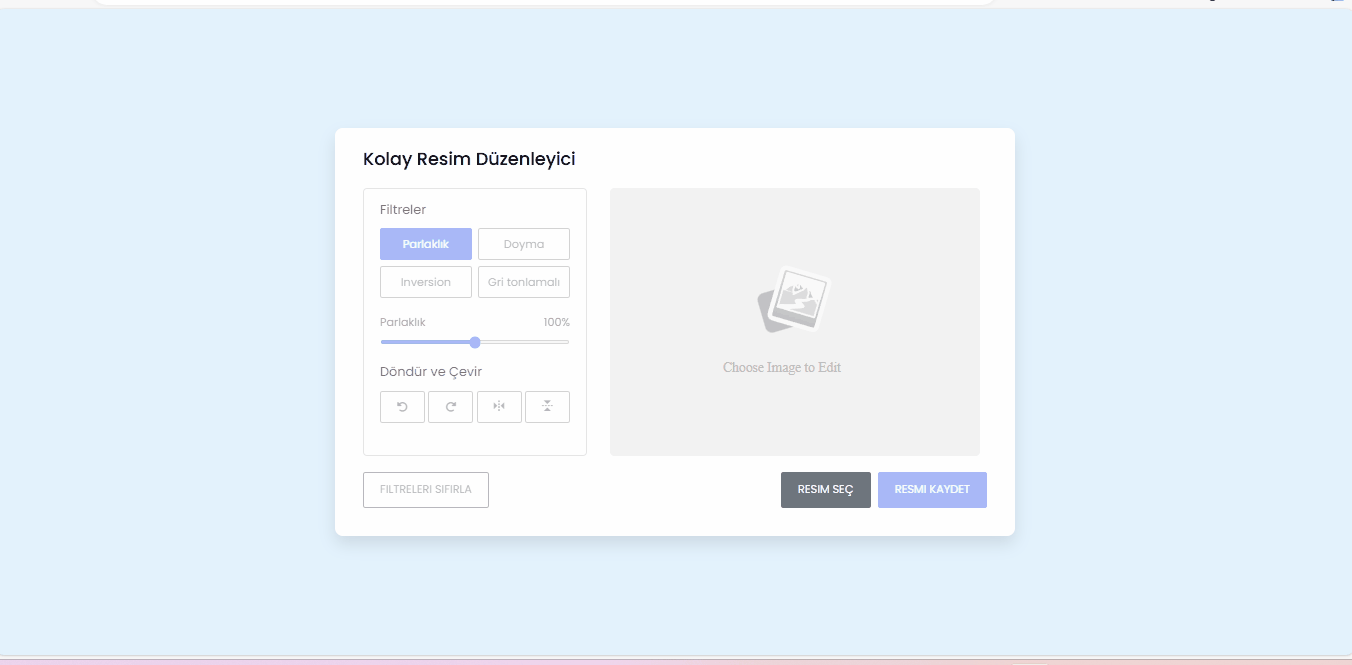 Kolay Resim Düzenleyici
Filtreler
Parlaklık
Doyma
Inversion
Gri tonlamalı
Parlaklık
100%
Döndür ve Çevir
Choose Image to Edit
FILTRELERI SIFIRLA
RESIM SEÇ
RESMI KAYDET